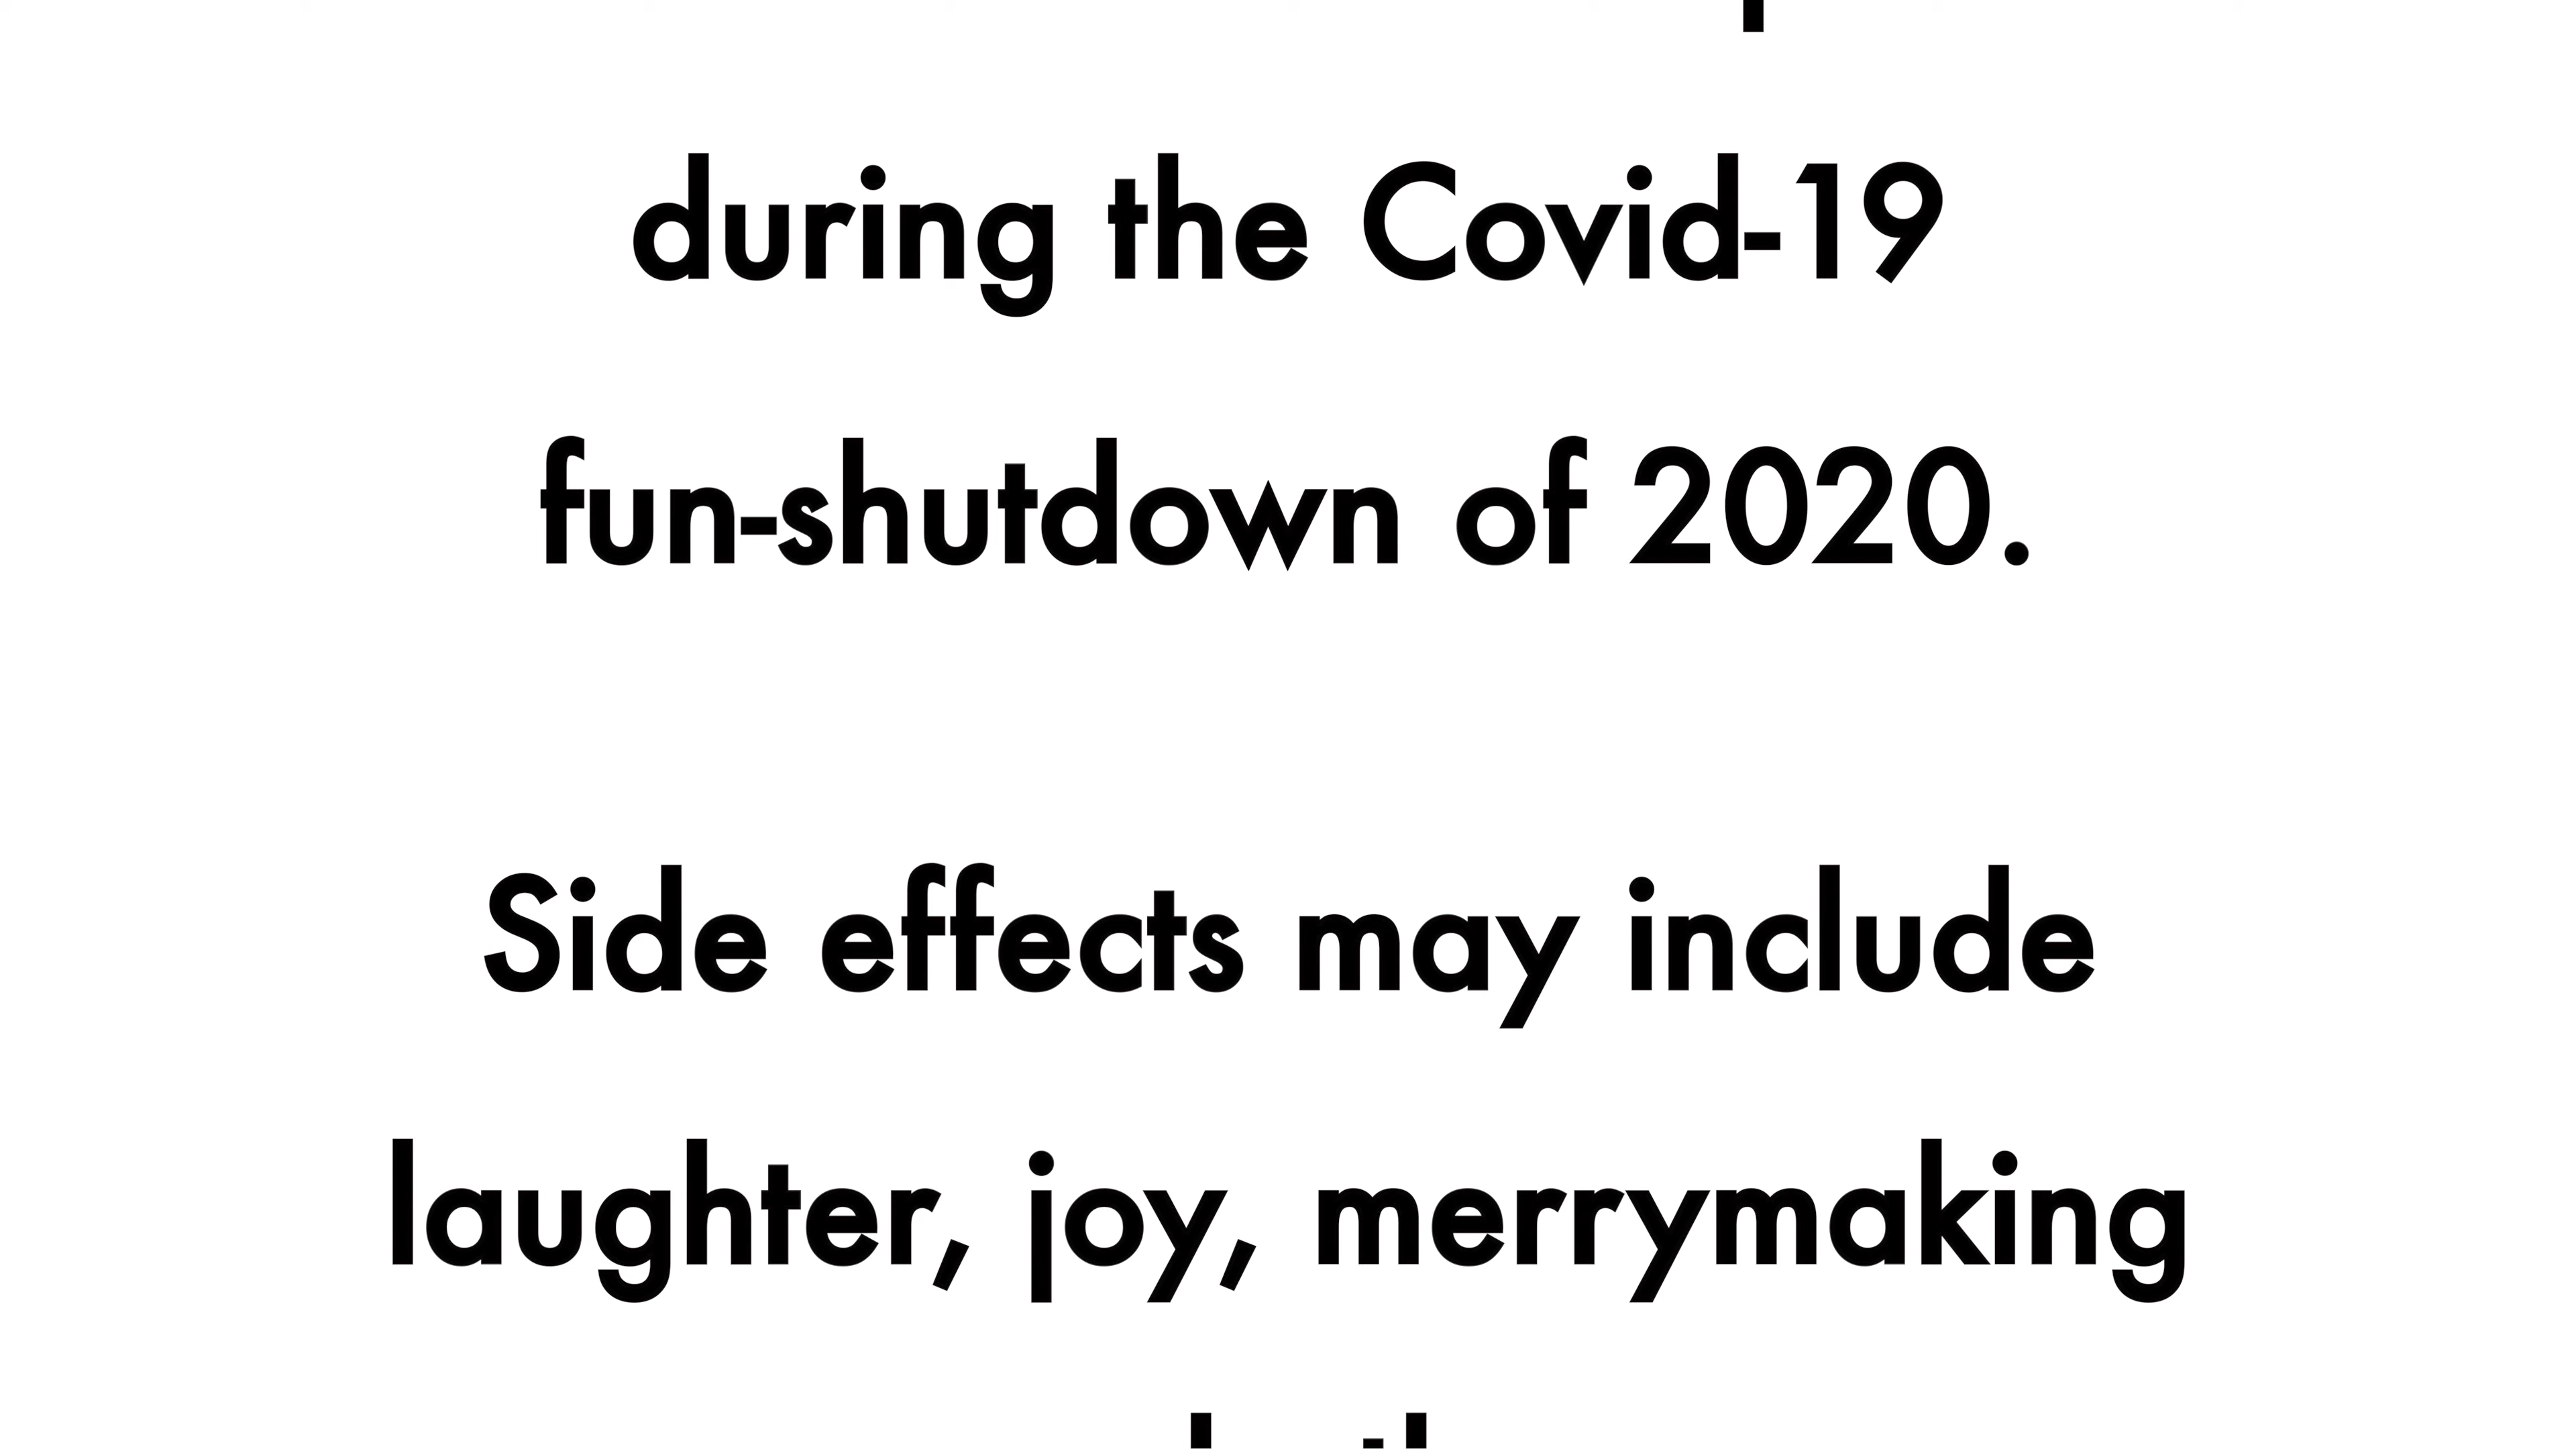 during the Covid-19
fun-shutdown of 2020.
Side effects may include
laughter, joy, merrymaking